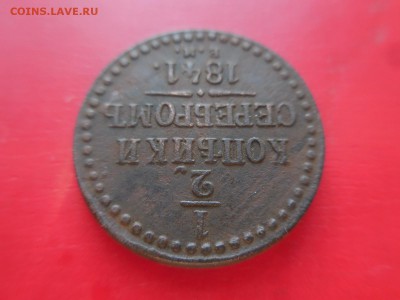 COINS.LAVE.RU
1
2
КОПѢЙКИ
СЕРЕБРОМЪ
1841.